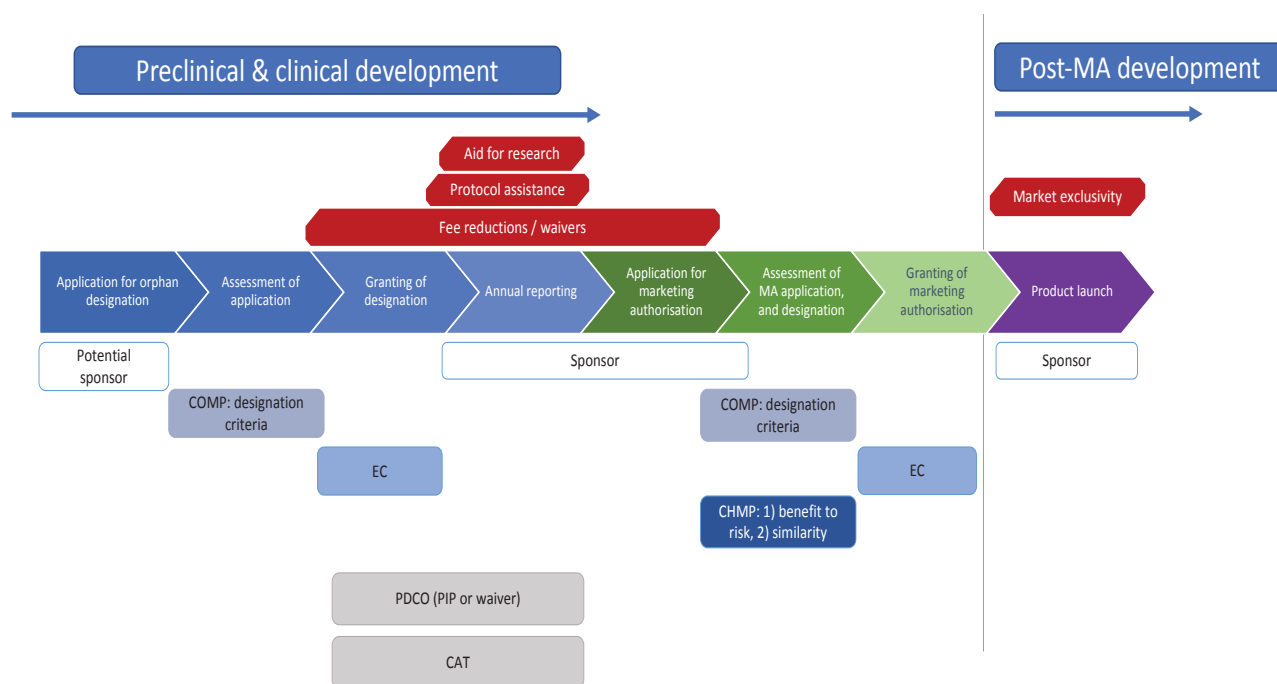 Preclinical & clinical development
Post-MA development
Aid for research
Protocol assistance
Market exclusivity
Fee reductions / waivers
Application for orphan
designation
Assessment of
application
Granting of
designation
Annual reporting
Application for
marketing
authorisation
Assessment of
MA application,
and designation
Granting of
marketing
authorisation
Product launch
Potential
sponsor
Sponsor
Sponsor
COMP: designation
criteria
COMP: designation
criteria
EC
EC
CHMP: 1) benefit to
risk, 2) similarity
PDCO (PIP or waiver)
CAT